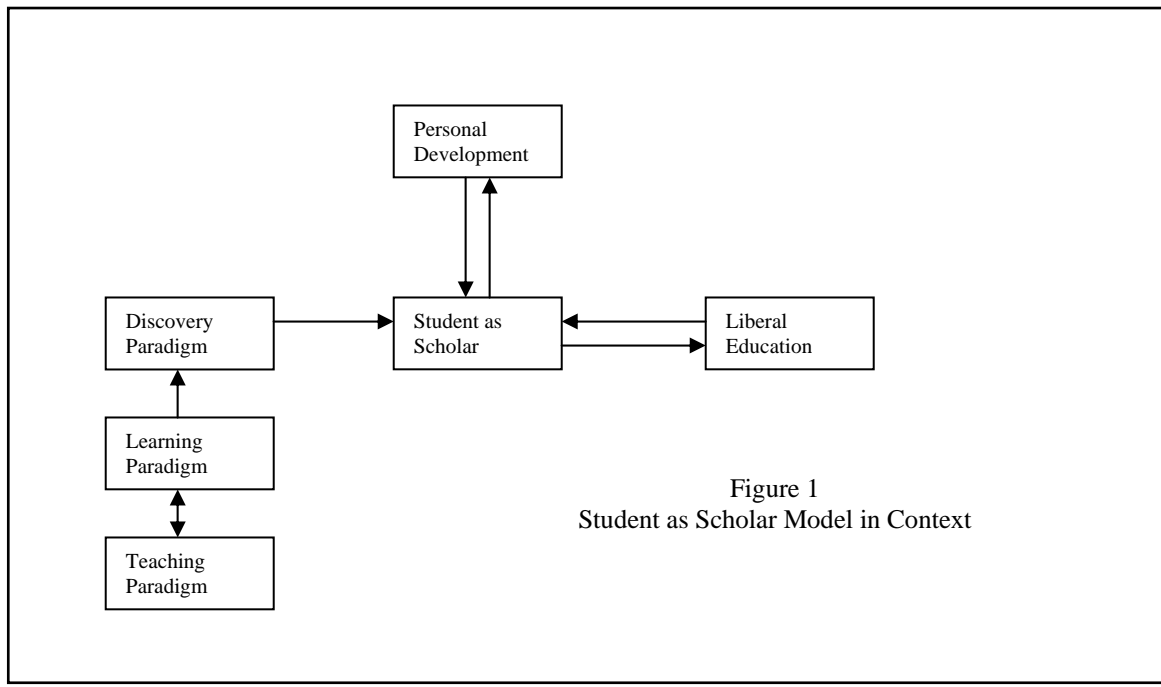 Personal
Development
Discovery
Paradigm
Student as
Scholar
Liberal
Education
Learning
Paradigm
Figure 1
Student as Scholar Model in Context
Teaching
Paradigm